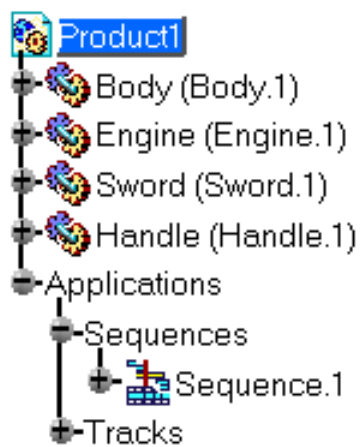 Product1
Body (Body.1)
Engine (Engine.1)
Sword (Sword.1)
Handle (Handle.1)
Applications
Sequences
Sequence.1
Tracks